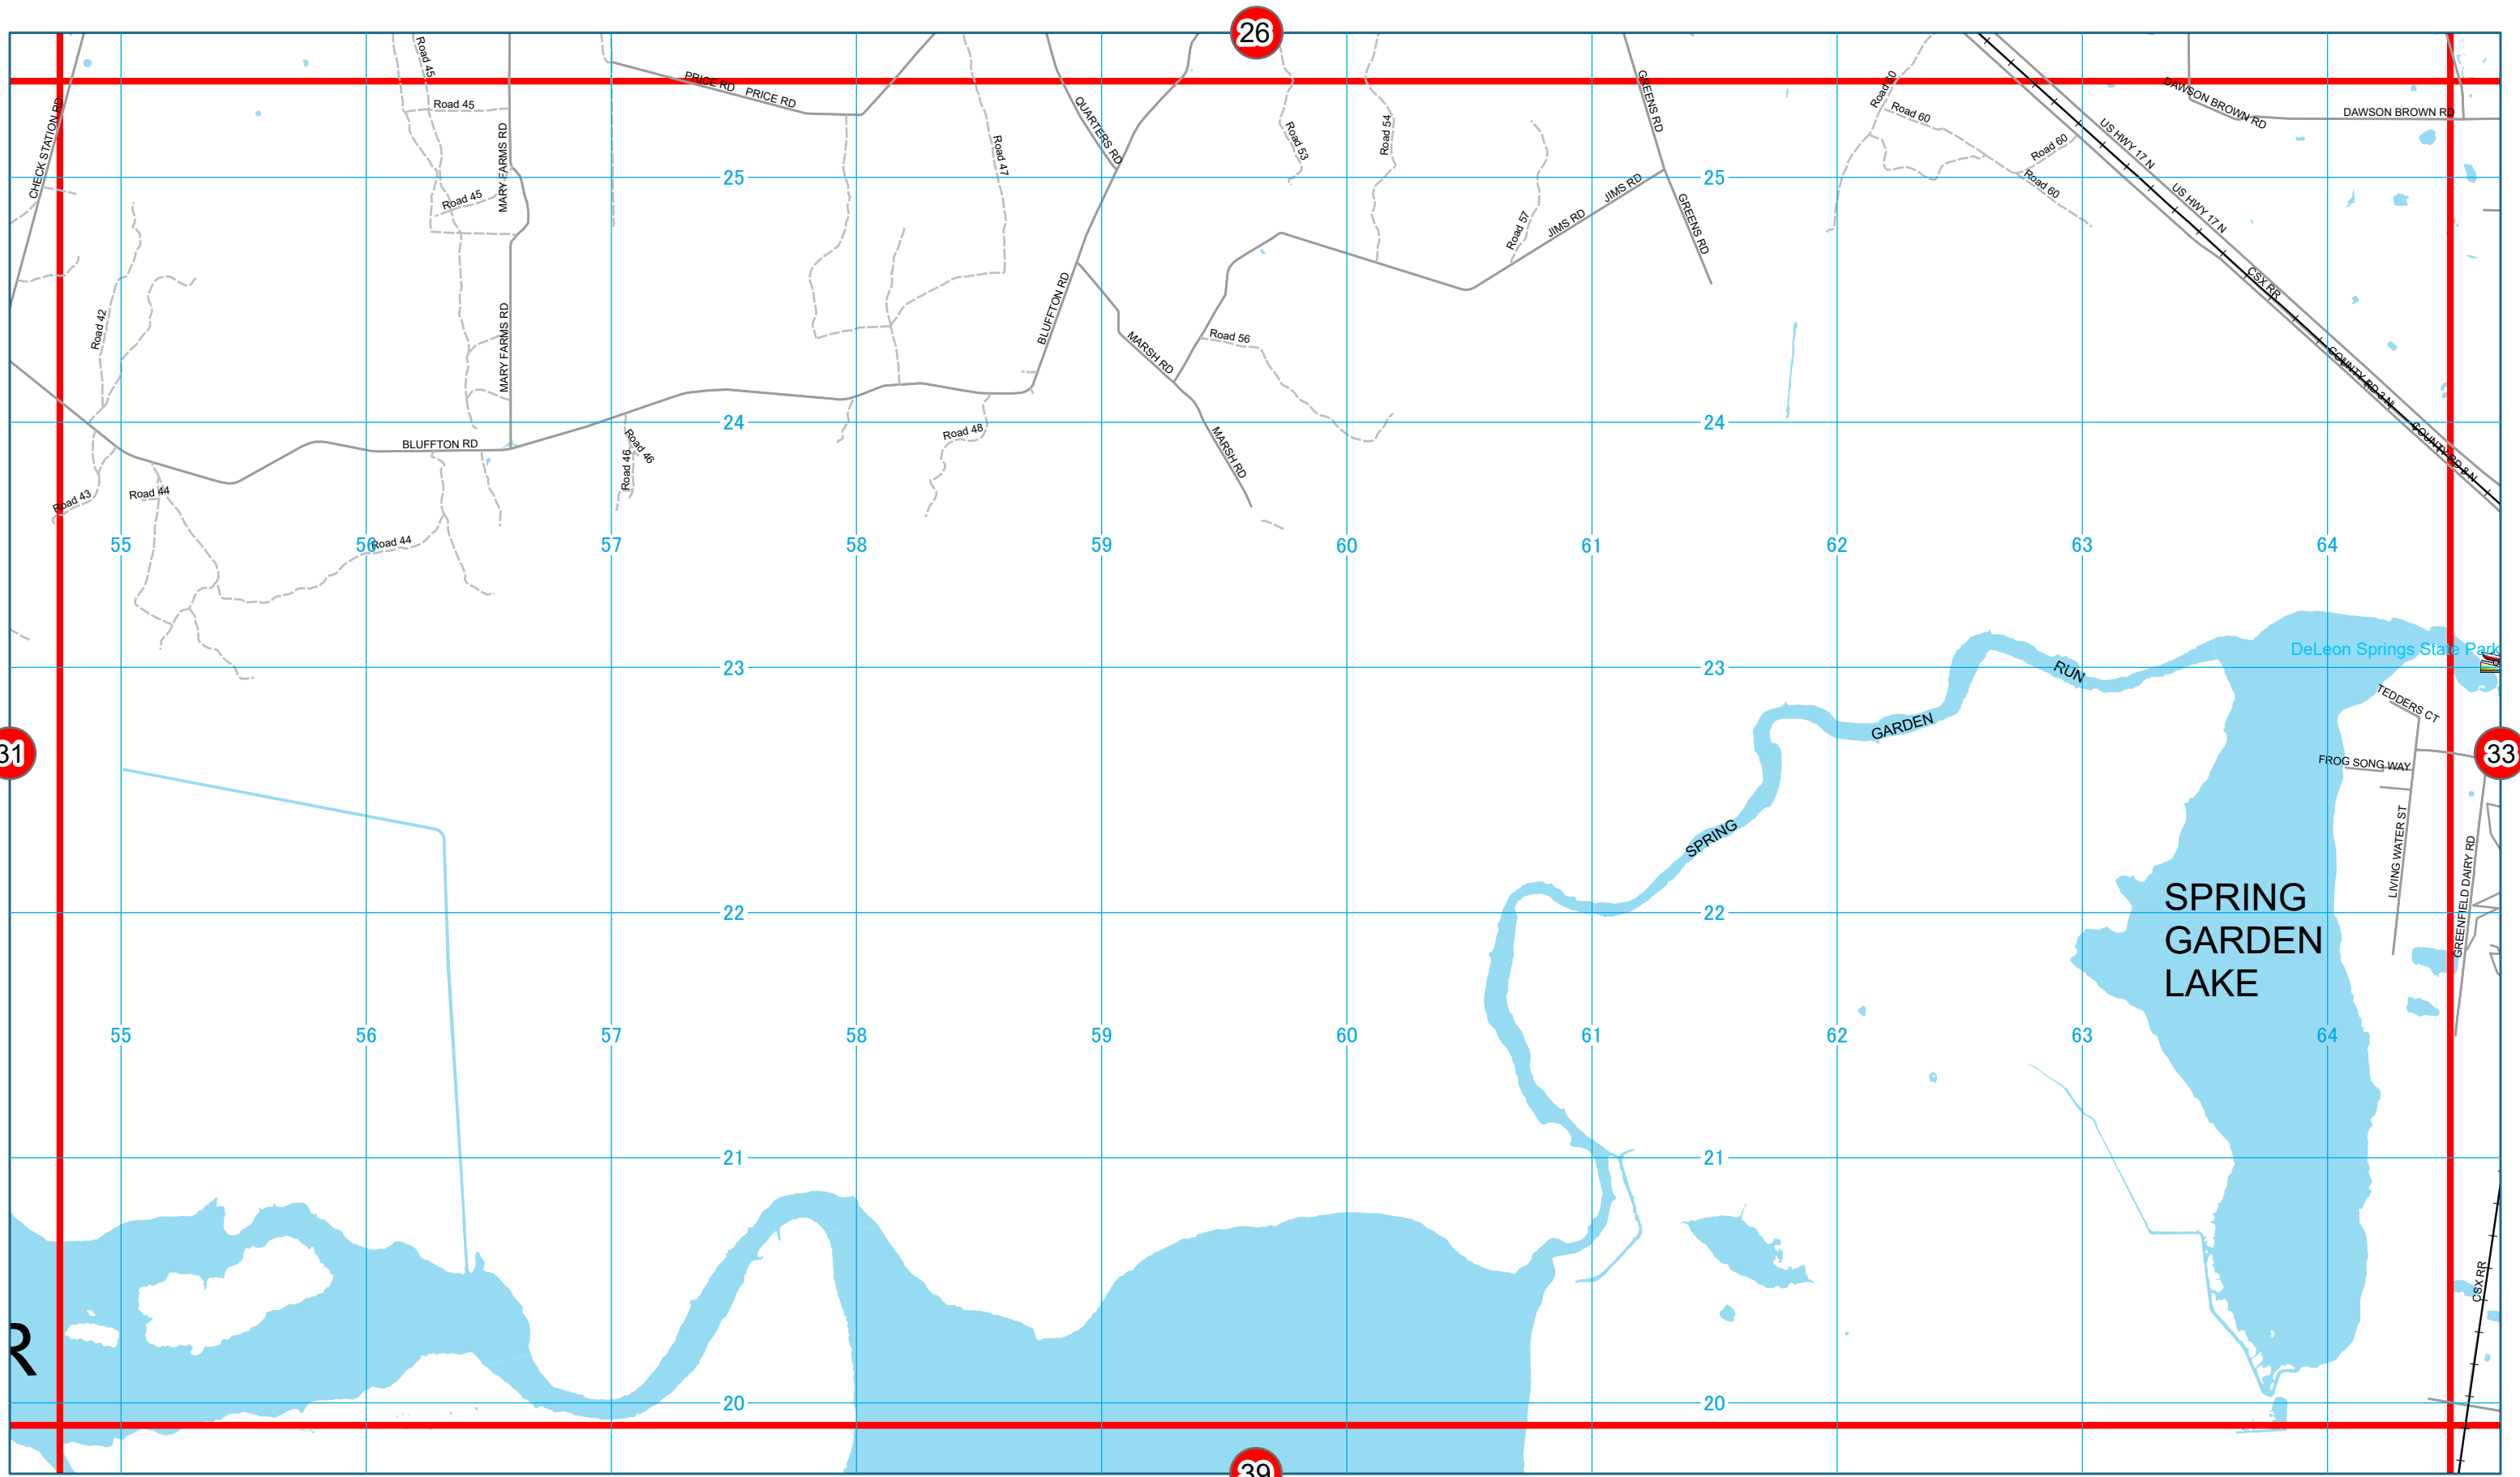 26
Road 45
PRICE RD
PRICE RD
Road 45
CHECK STATION RD
MARY FARMS RD
QUARTERS RD
Road 47
Road 53
Road 54
GREENS RD
Road 60
Road 60
Road 60
Road 60
US HWY 17 N
DAWSON BROWN RD
DAWSON BROWN RD
25
25
Road 45
JIMS RD
JIMS RD
GREENS RD
Road 57
US HWY 17 N
CSX RR
Road 42
MARY FARMS RD
BLUFFTON RD
MARSH RD
Road 56
COUNTY RD 3 N
24
24
BLUFFTON RD
Road 46
Road 46
Road 48
MARSH RD
COUNTY RD 3 N
Road 43
Road 44
Road 44
55
56
57
58
59
60
61
62
63
64
DeLeon Springs State Park
23
23
RUN
GARDEN
SPRING
TEDDERS CT
31
33
FROG SONG WAY
LIVING WATER ST
GREENFIELD DAIRY RD
22
22
SPRING
GARDEN
LAKE
55
56
57
58
59
60
61
62
63
64
21
21
CSX RR
R
20
20
39